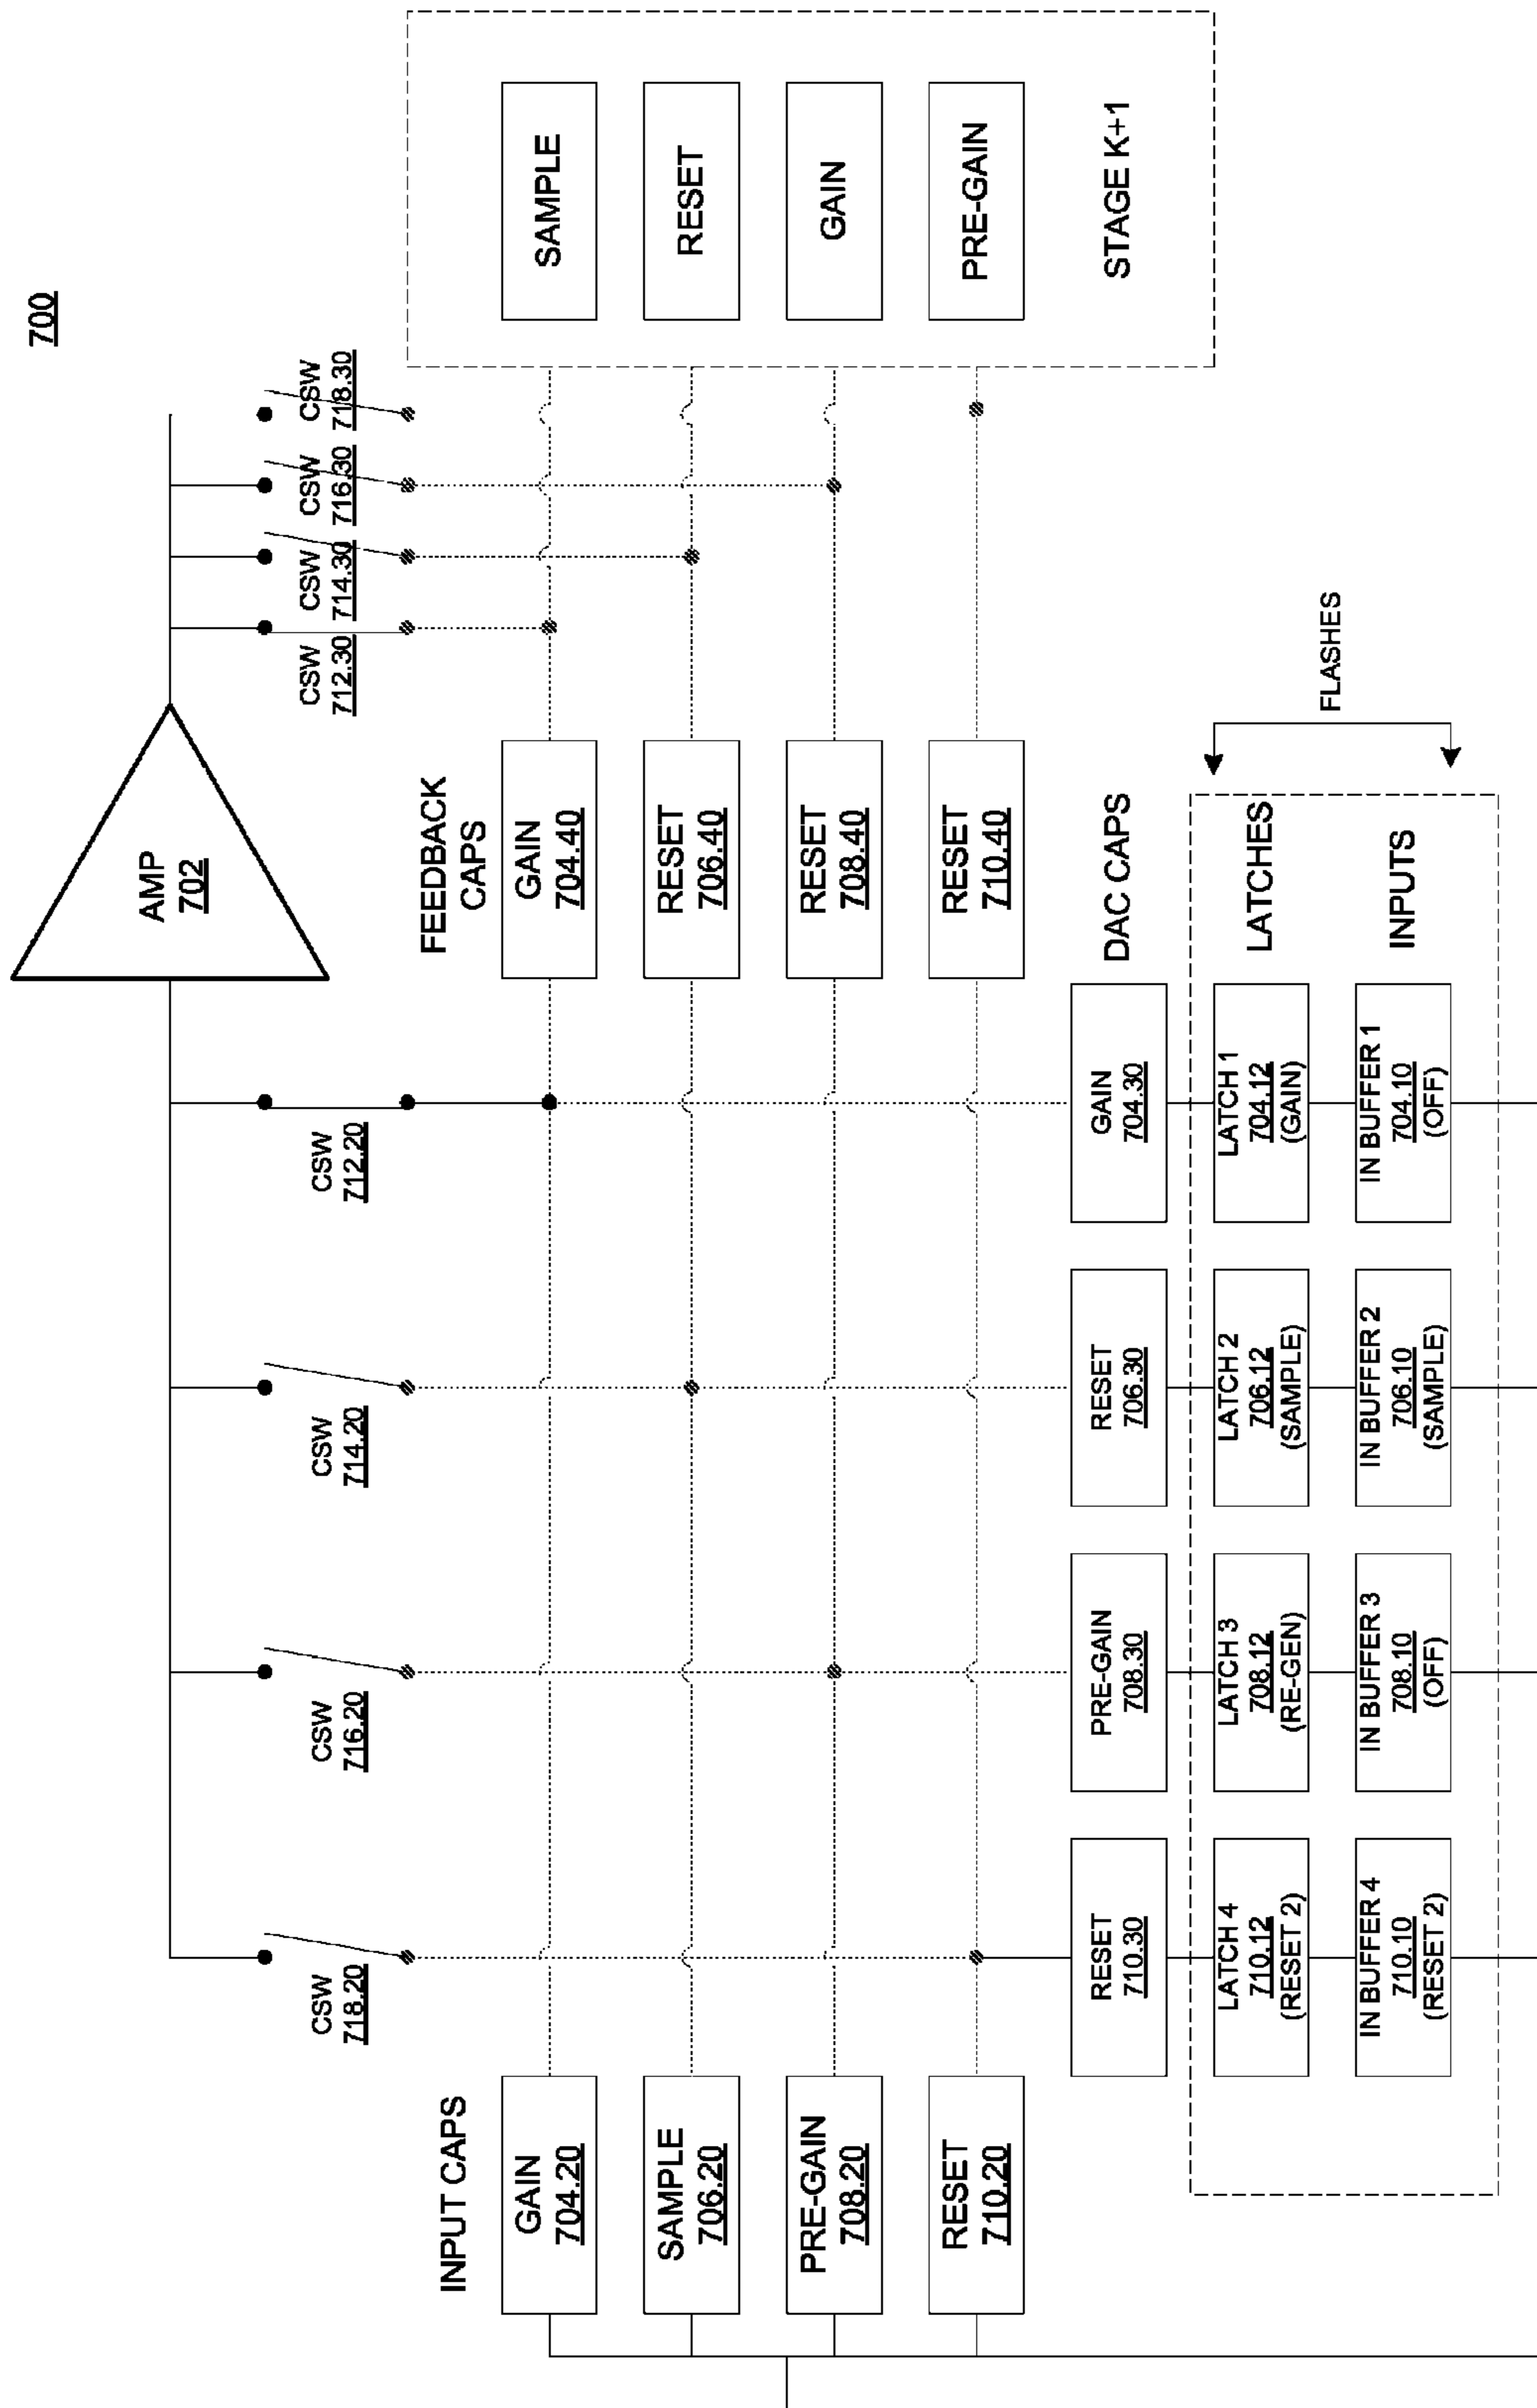 700
AMP
702
CSW
718.20
CSW
716.20
CSW
714.20
CSW
712.20
CSW
712.30
CSW
714.30
CSW
716.30
CSW
718.30
INPUT CAPS
GAIN
704.20
SAMPLE
706.20
PRE-GAIN
708.20
RESET
710.20
FEEDBACK
CAPS
GAIN
704.40
RESET
706.40
RESET
708.40
RESET
710.40
SAMPLE
RESET
GAIN
PRE-GAIN
STAGE K+1
RESET
710.30
PRE-GAIN
708.30
RESET
706.30
GAIN
704.30
DAC CAPS
LATCH 4
710.12
(RESET 2)
LATCH 3
708.12
(RE-GEN)
LATCH 2
706.12
(SAMPLE)
LATCH 1
704.12
(GAIN)
LATCHES
IN BUFFER 4
710.10
(RESET 2)
IN BUFFER 3
708.10
(OFF)
IN BUFFER 2
706.10
(SAMPLE)
IN BUFFER 1
704.10
(OFF)
INPUTS
FLASHES